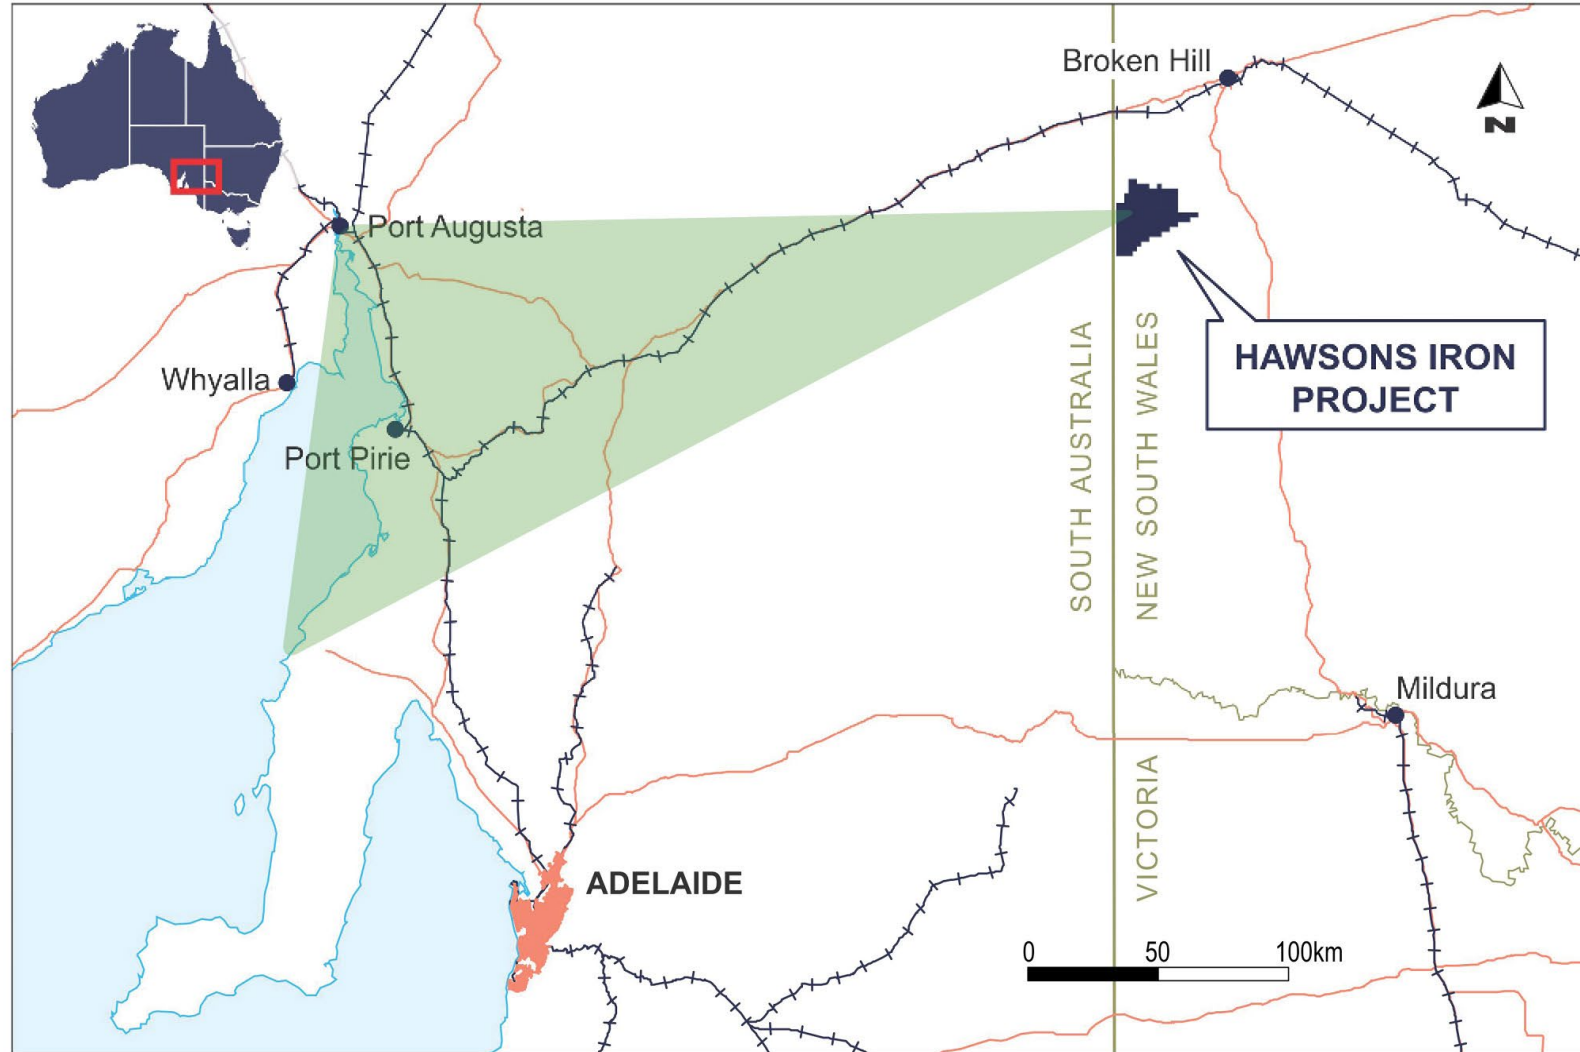 Broken Hill
N
Port Augusta
Whyalla
Port Pirie
HAWSONS IRON
PROJECT
SOUTH AUSTRALIA
NEW SOUTH WALES
Mildura
VICTORIA
ADELAIDE
0 50 100km